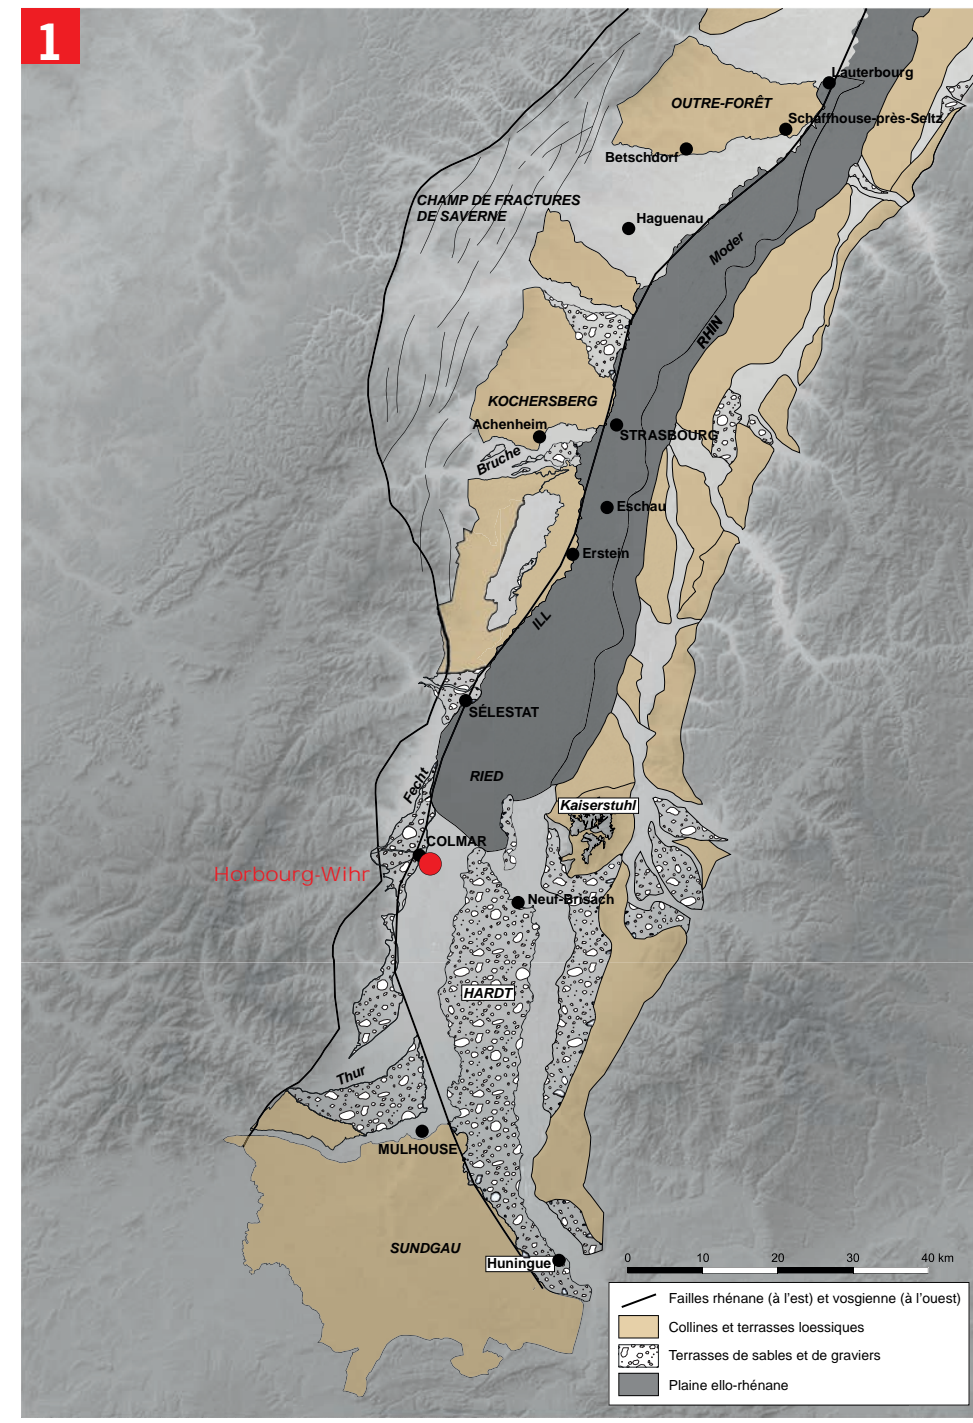 1
Lauterbourg
OUTRE-FORÊT
Schaffhouse-près-Seltz
Betschdorf
CHAMP DE FRACTURES
DE SAVERNE
Haguenau
Moder
RHIN
KOCHERSBERG
Achenheim
STRASBOURG
Bruche
Eschau
Erstein
ILL
SÉLESTAT
RIED
Fecht
Kaiserstuhl
COLMAR
Horbourg-Wihr
Neuf-Brisach
HARDT
Thur
MULHOUSE
SUNDGAU
Huningue
0 10 20 30 40 km
Failles rhénane (à l'est) et vosgienne (à l'ouest)
Collines et terrasses loessiques
Terrasses de sables et de graviers
Plaine ello-rhénane